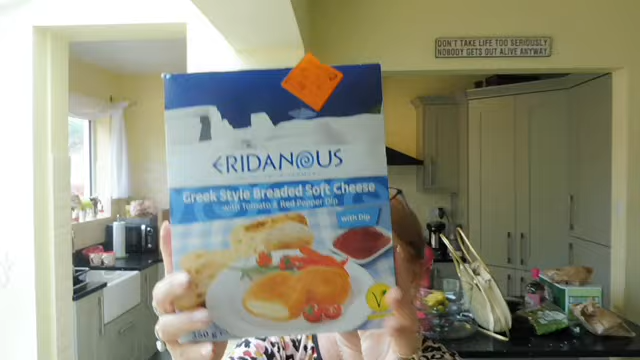 DON'T TAKE LIFE TOO SERIOUSLY
NOBODY GETS OUT ALIVE ANYWAY
ERIDANOUS
Greek Style Breaded Soft Cheese
with Tomato & Red Pepper Dip
with Dip
350 g